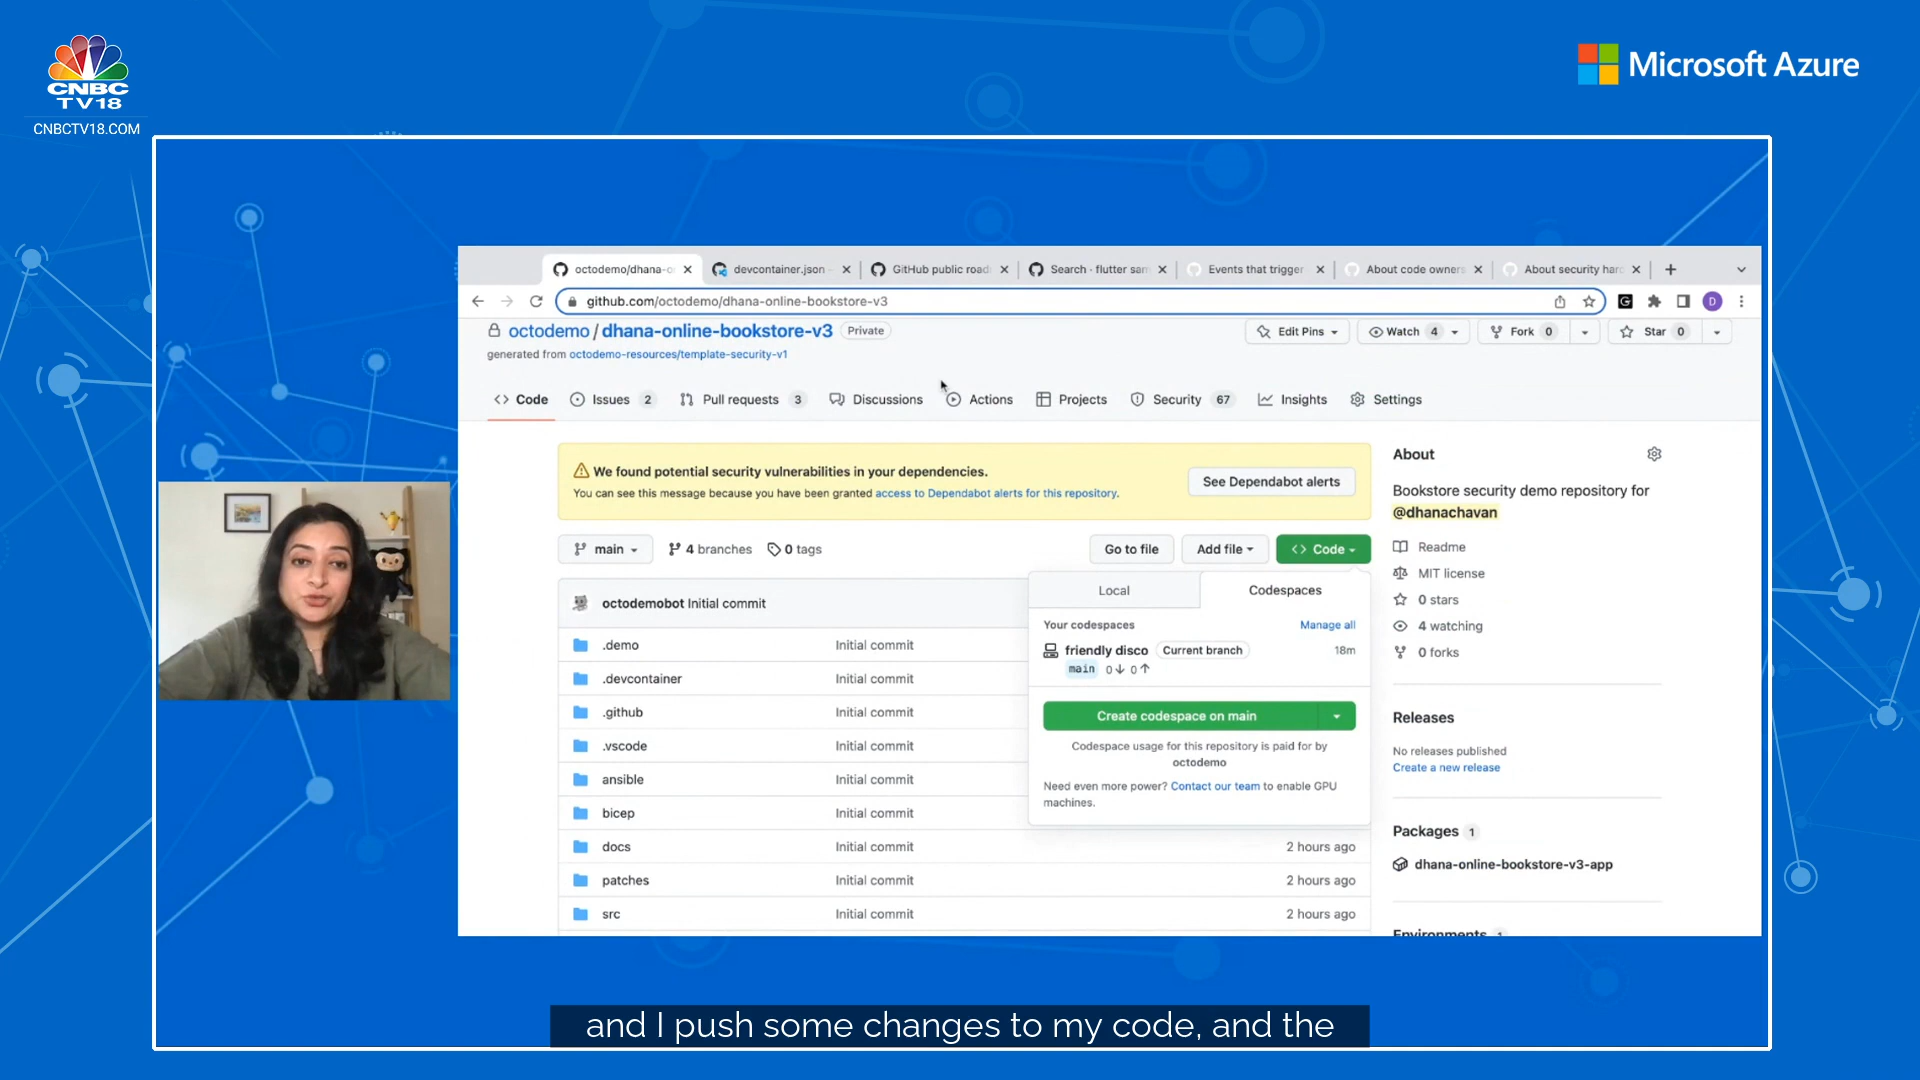 CNBC
TV18
CNBCTV18.COM
Microsoft Azure
octodemo/dhana-o
devcontainer.json
GitHub public road
Search · flutter sam
Events that trigger
About code owners
About security hard
github.com/octodemo/dhana-online-bookstore-v3
G
D
octodemo / dhana-online-bookstore-v3 Private
Edit Pins
Watch 4
Fork 0
Star 0
generated from octodemo-resources/template-security-v1
Code
Issues 2
Pull requests 3
Discussions
Actions
Projects
Security 67
Insights
Settings
We found potential security vulnerabilities in your dependencies.
You can see this message because you have been granted access to Dependabot alerts for this repository.
See Dependabot alerts
main
4 branches
0 tags
Go to file
Add file
Code
Local
Codespaces
Your codespaces
Manage all
friendly disco Current branch 18m
main 0↓ 0↑
Create codespace on main
Codespace usage for this repository is paid for by
octodemo
Need even more power? Contact our team to enable GPU
machines.
octodemobot Initial commit
.demo Initial commit
.devcontainer Initial commit
.github Initial commit
.vscode Initial commit
ansible Initial commit
bicep Initial commit
docs Initial commit 2 hours ago
patches Initial commit 2 hours ago
src Initial commit 2 hours ago
About
Bookstore security demo repository for
@dhanachavan
Readme
MIT license
0 stars
4 watching
0 forks
Releases
No releases published
Create a new release
Packages 1
dhana-online-bookstore-v3-app
Environments 1
and I push some changes to my code, and the